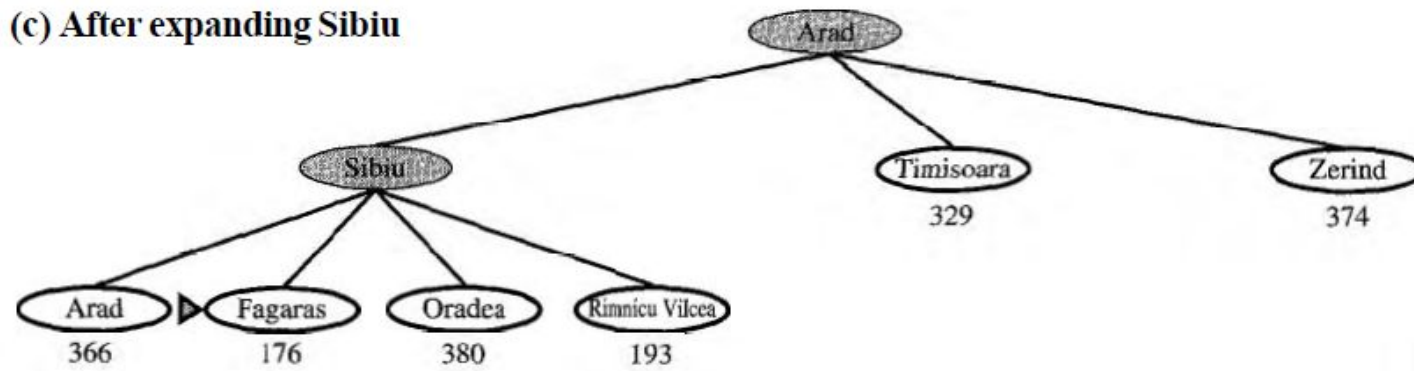 (c) After expanding Sibiu
Arad
Sibiu
Timisoara
Zerind
329
374
Arad
Fagaras
Oradea
Rimnicu Vilcea
366
176
380
193